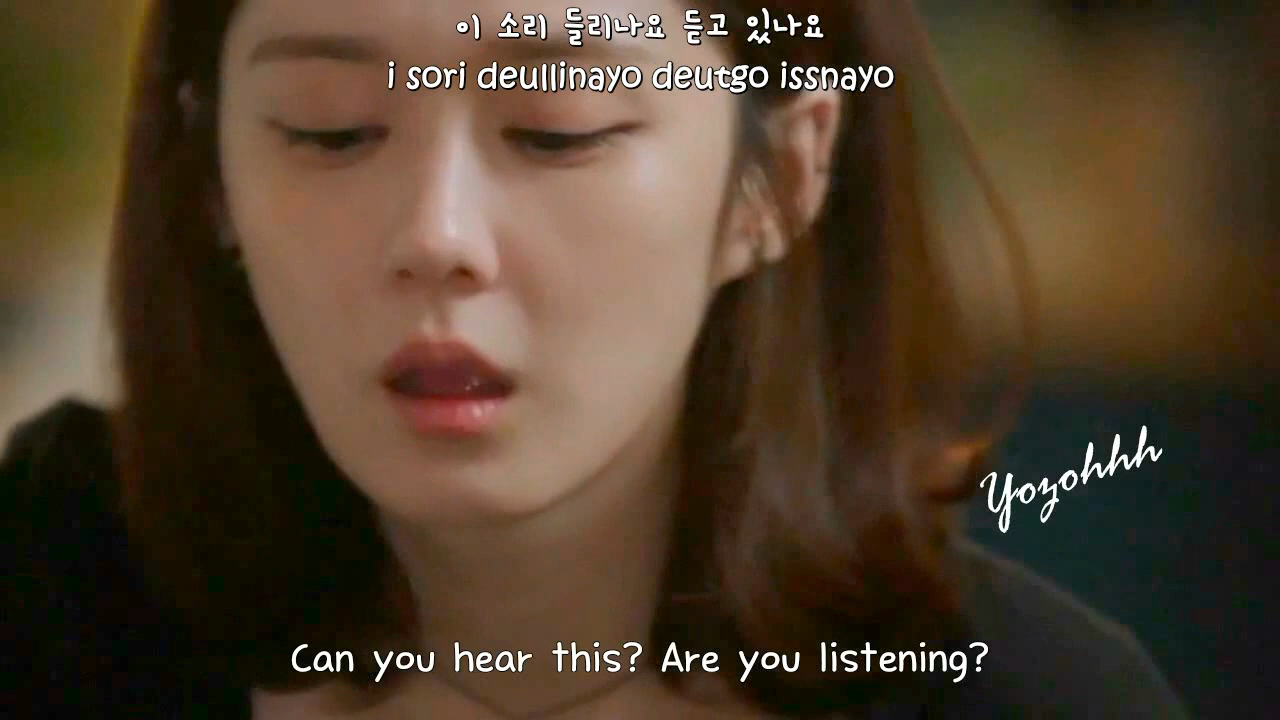 이 소리 들리나요 듣고 있나요
i sori deullinayo deutgo issnayo
Yozohhh
Can you hear this? Are you listening?